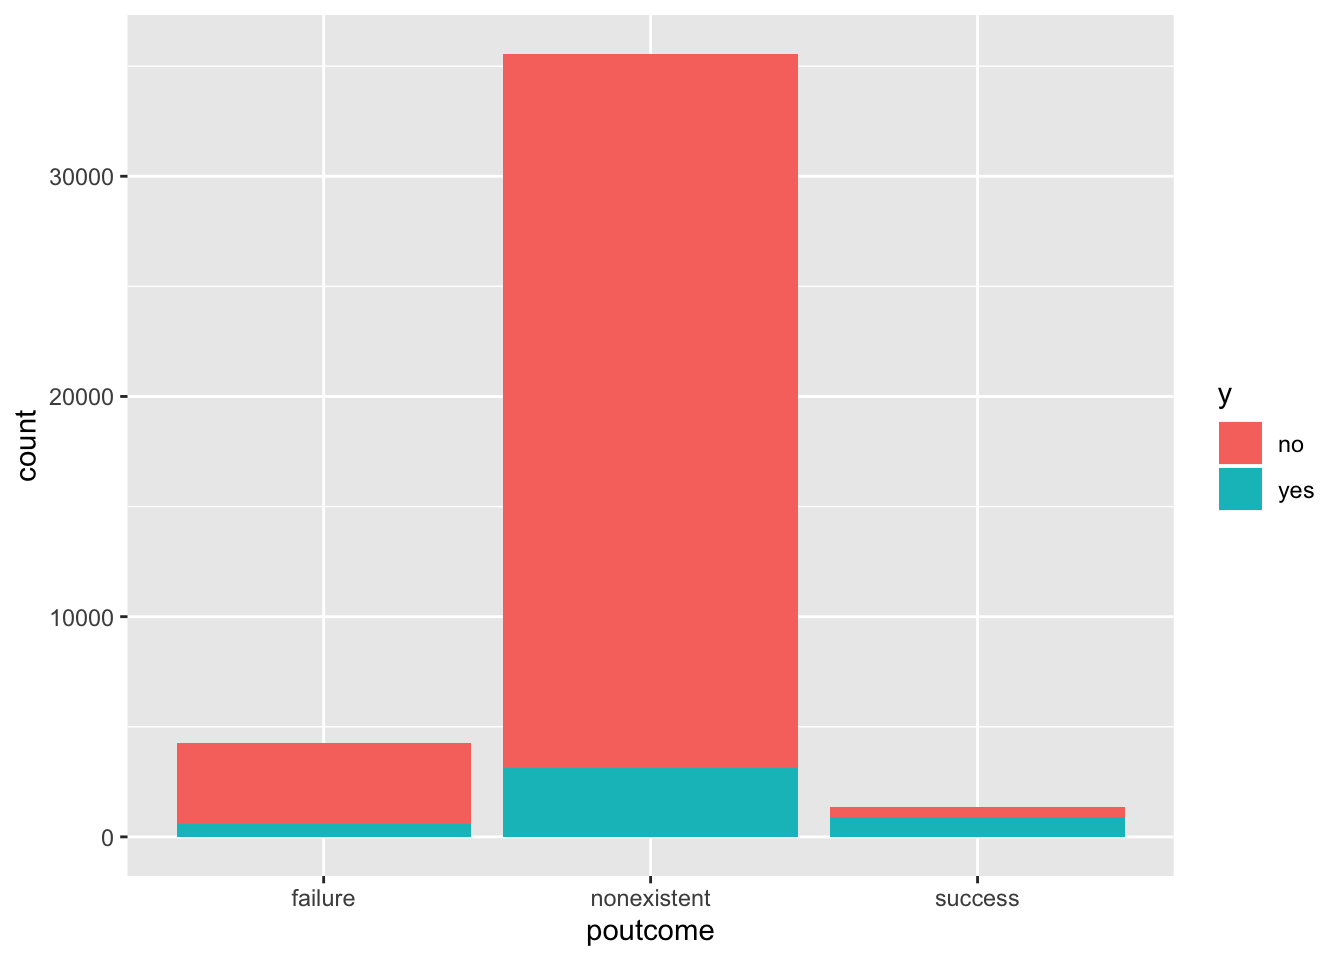 30000
20000
10000
0
count
failure nonexistent success
poutcome
y
no
yes